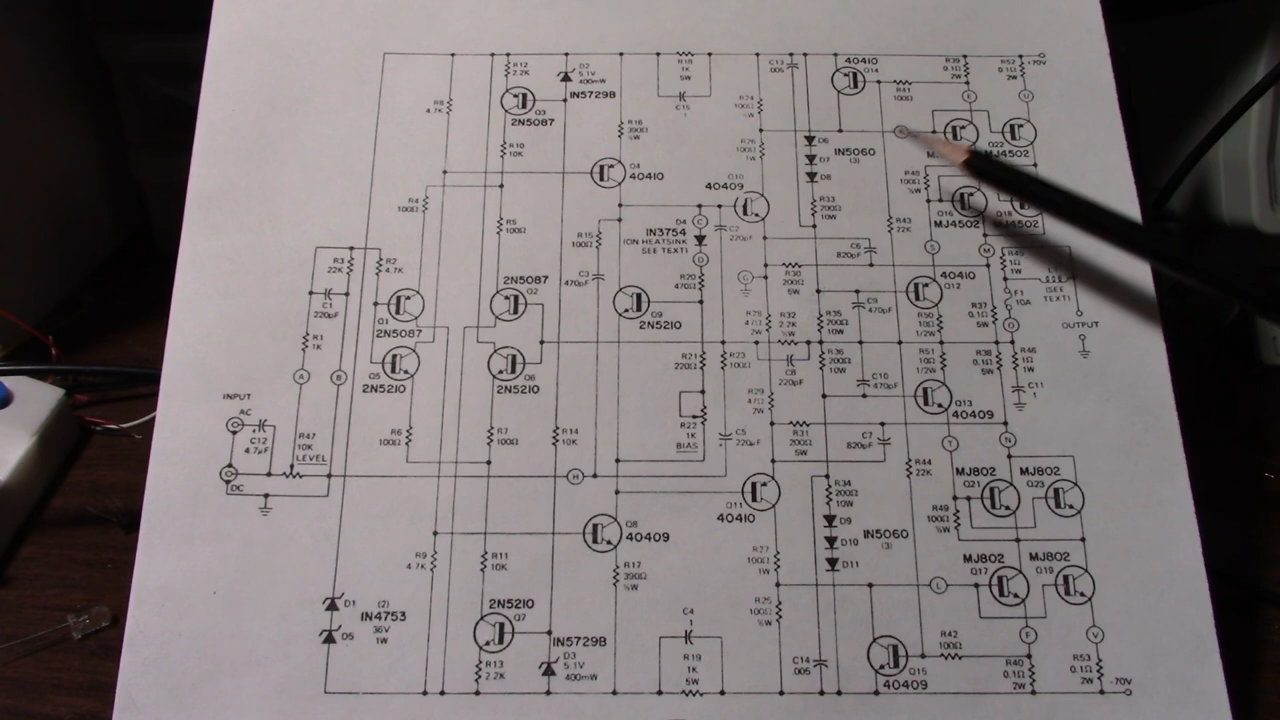 R12
2.2K
D2
5.1V
400mW
IN5729B
R18
1K
5W
C13
.005
40410
Q14
R39
0.1Ω
2W
R52
0.1Ω
2W
+70V
R8
4.7K
Q3
2N5087
C15
R24
100Ω
½W
R41
100Ω
E
U
R16
390Ω
½W
R10
10K
R26
100Ω
1W
D6
D7
D8
IN5060
(3)
K
Q22
MJ4502
Q4
40410
Q10
40409
R48
100Ω
½W
R4
100Ω
R5
100Ω
R33
200Ω
10W
R43
22K
Q16
MJ4502
Q18
MJ4502
R15
100Ω
D4
C
IN3754
(ON HEATSINK
SEE TEXT)
D
C2
220pF
C6
820pF
S
M
R45
1Ω
1W
R3
22K
R2
4.7K
C3
470pF
R20
470Ω
G
R30
200Ω
5W
40410
Q12
(SEE
TEXT)
C1
220pF
2N5087
Q2
F1
10A
Q1
2N5087
Q9
2N5210
R28
47Ω
2W
R32
2.2K
½W
R35
200Ω
10W
C9
470pF
R50
10Ω
1/2W
R37
0.1Ω
5W
O
OUTPUT
R1
1K
A
B
Q5
2N5210
Q6
2N5210
R21
220Ω
R23
100Ω
C8
220pF
R36
200Ω
10W
C10
470pF
R51
10Ω
1/2W
R38
0.1Ω
5W
R46
1Ω
1W
C11
1
INPUT
AC
C12
4.7μF
R29
47Ω
2W
Q13
40409
R47
10K
LEVEL
R6
100Ω
R7
100Ω
R14
10K
R22
1K
BIAS
C5
220μF
R31
200Ω
5W
C7
820pF
T
N
DC
H
R44
22K
MJ802
Q21
MJ802
Q23
Q11
40410
R34
200Ω
10W
R49
100Ω
½W
Q8
40409
D9
D10
D11
IN5060
(3)
R9
4.7K
R11
10K
R17
390Ω
½W
R27
100Ω
1W
MJ802
Q17
MJ802
Q19
L
D1
D5
(2)
IN4753
36V
1W
2N5210
Q7
R25
100Ω
½W
C4
1
R13
2.2K
IN5729B
D3
5.1V
400mW
R19
1K
5W
C14
.005
Q15
40409
R42
100Ω
F
V
R40
0.1Ω
2W
R53
0.1Ω
2W
-70V